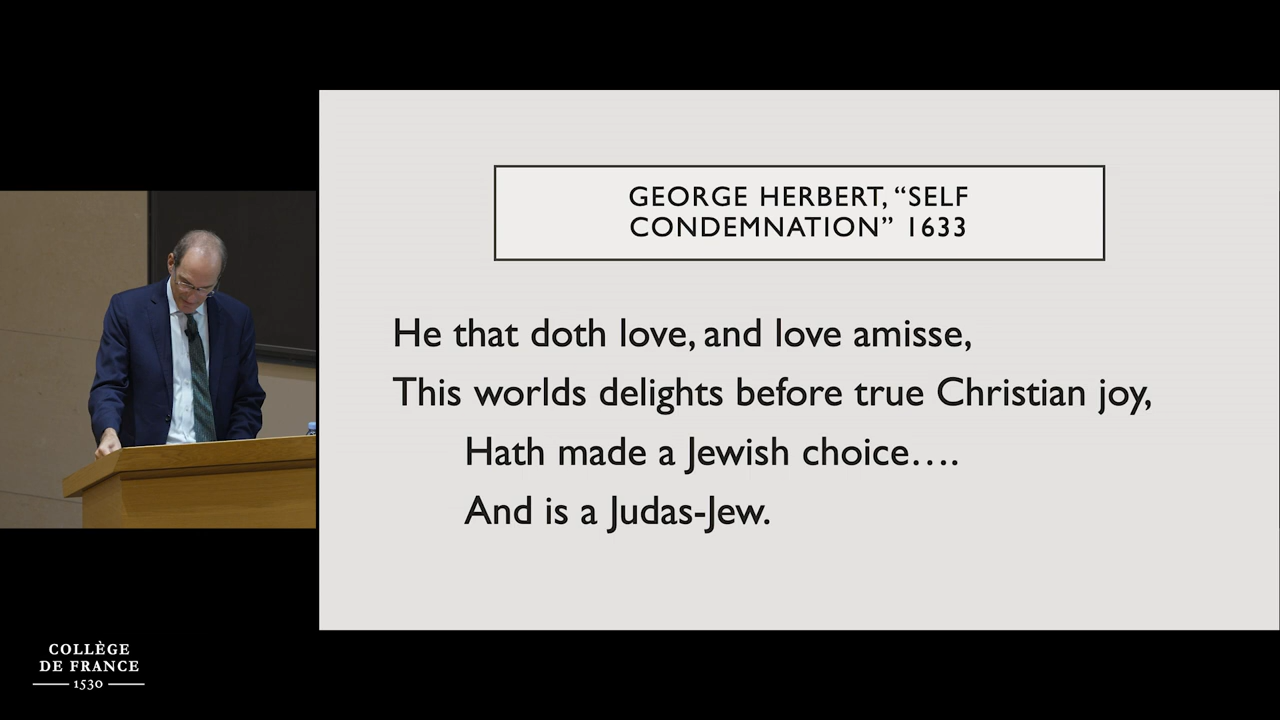 GEORGE HERBERT, “SELF
CONDEMNATION” 1633
He that doth love, and love amisse,
This worlds delights before true Christian joy,
Hath made a Jewish choice….
And is a Judas-Jew.
COLLÈGE
DE FRANCE
1530